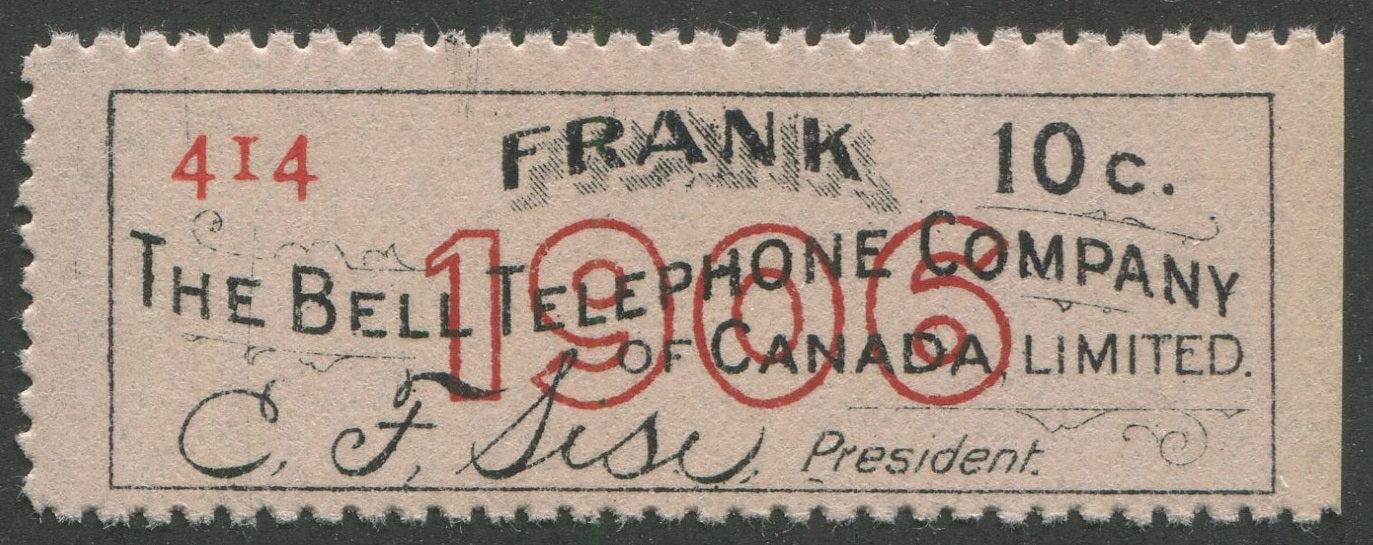 414 FRANK 10c.
THE BELL TELEPHONE COMPANY
1906
OF CANADA, LIMITED.
C. F. Sise, President.